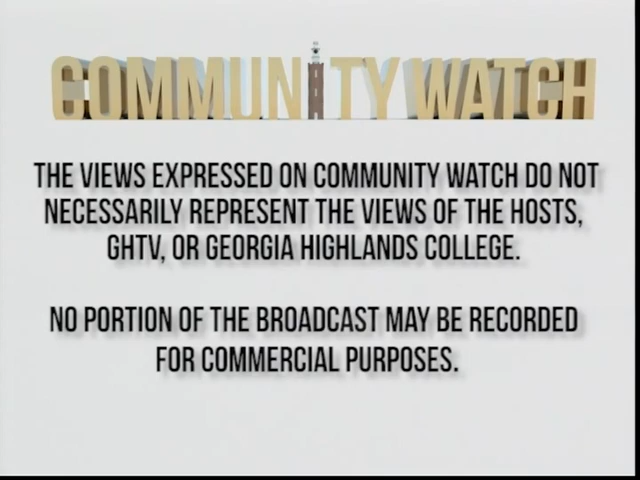 COMMUNITY WATCH
THE VIEWS EXPRESSED ON COMMUNITY WATCH DO NOT
NECESSARILY REPRESENT THE VIEWS OF THE HOSTS,
GHTV, OR GEORGIA HIGHLANDS COLLEGE.
NO PORTION OF THE BROADCAST MAY BE RECORDED
FOR COMMERCIAL PURPOSES.